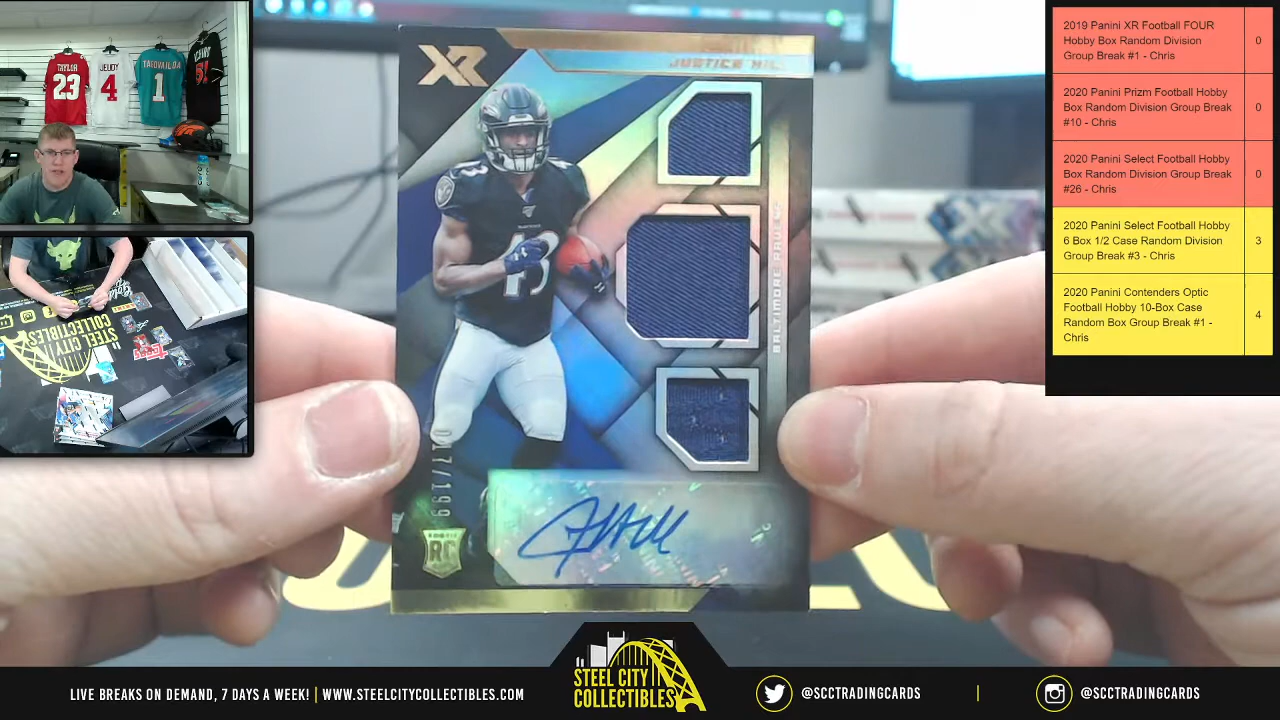 TAYLOR
23
JEUDY
4
TAGOVAILOA
1
ICHIRO
51
STEEL CITY
COLLECTIBLES
XR
JUSTICE HILL
BALTIMORE RAVENS
43
017/199
RC
2019 Panini XR Football FOUR
Hobby Box Random Division
Group Break #1 - Chris
0
2020 Panini Prizm Football Hobby
Box Random Division Group Break
#10 - Chris
0
2020 Panini Select Football Hobby
Box Random Division Group Break
#26 - Chris
0
2020 Panini Select Football Hobby
6 Box 1/2 Case Random Division
Group Break #3 - Chris
3
2020 Panini Contenders Optic
Football Hobby 10-Box Case
Random Box Group Break #1 -
Chris
4
LIVE BREAKS ON DEMAND, 7 DAYS A WEEK! | WWW.STEELCITYCOLLECTIBLES.COM
STEEL CITY
COLLECTIBLES
@SCCTRADINGCARDS | @SCCTRADINGCARDS